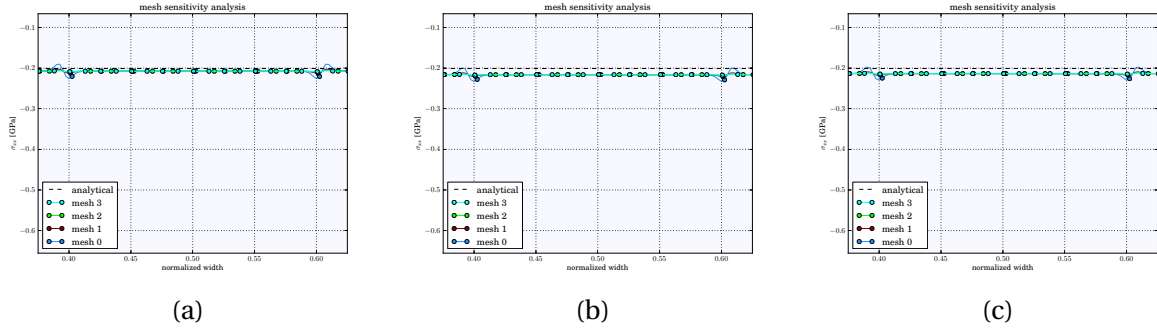 mesh sensitivity analysis
−0.1
−0.2
−0.3
−0.4
−0.5
−0.6
σxx [GPa]
analytical
mesh 3
mesh 2
mesh 1
mesh 0
0.40 0.45 0.50 0.55 0.60
normalized width
(a)
mesh sensitivity analysis
−0.1
−0.2
−0.3
−0.4
−0.5
−0.6
σxx [GPa]
analytical
mesh 3
mesh 2
mesh 1
mesh 0
0.40 0.45 0.50 0.55 0.60
normalized width
(b)
mesh sensitivity analysis
−0.1
−0.2
−0.3
−0.4
−0.5
−0.6
σxx [GPa]
analytical
mesh 3
mesh 2
mesh 1
mesh 0
0.40 0.45 0.50 0.55 0.60
normalized width
(c)